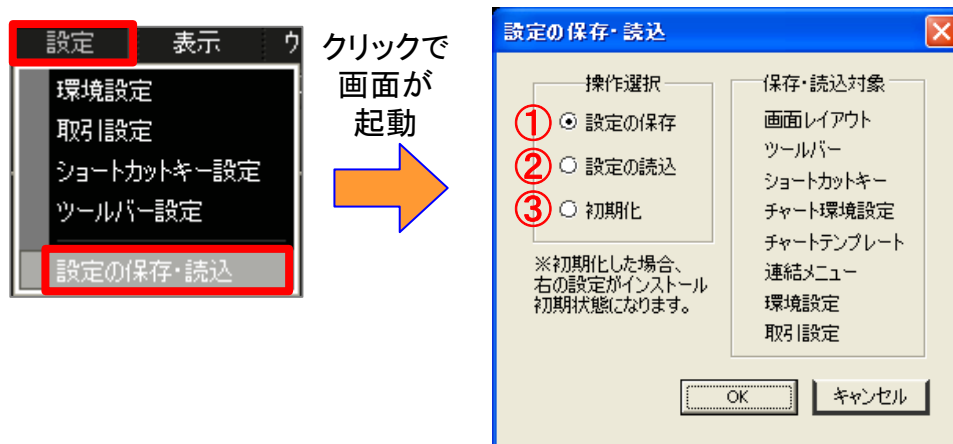 設定 表示 ウ
環境設定
取引設定
ショートカットキー設定
ツールバー設定
設定の保存・読込
クリックで
画面が
起動
設定の保存・読込
操作選択
① 設定の保存
② 設定の読込
③ 初期化
※初期化した場合、
右の設定がインストール
初期状態になります。
保存・読込対象
画面レイアウト
ツールバー
ショートカットキー
チャート環境設定
チャートテンプレート
連結メニュー
環境設定
取引設定
OK キャンセル